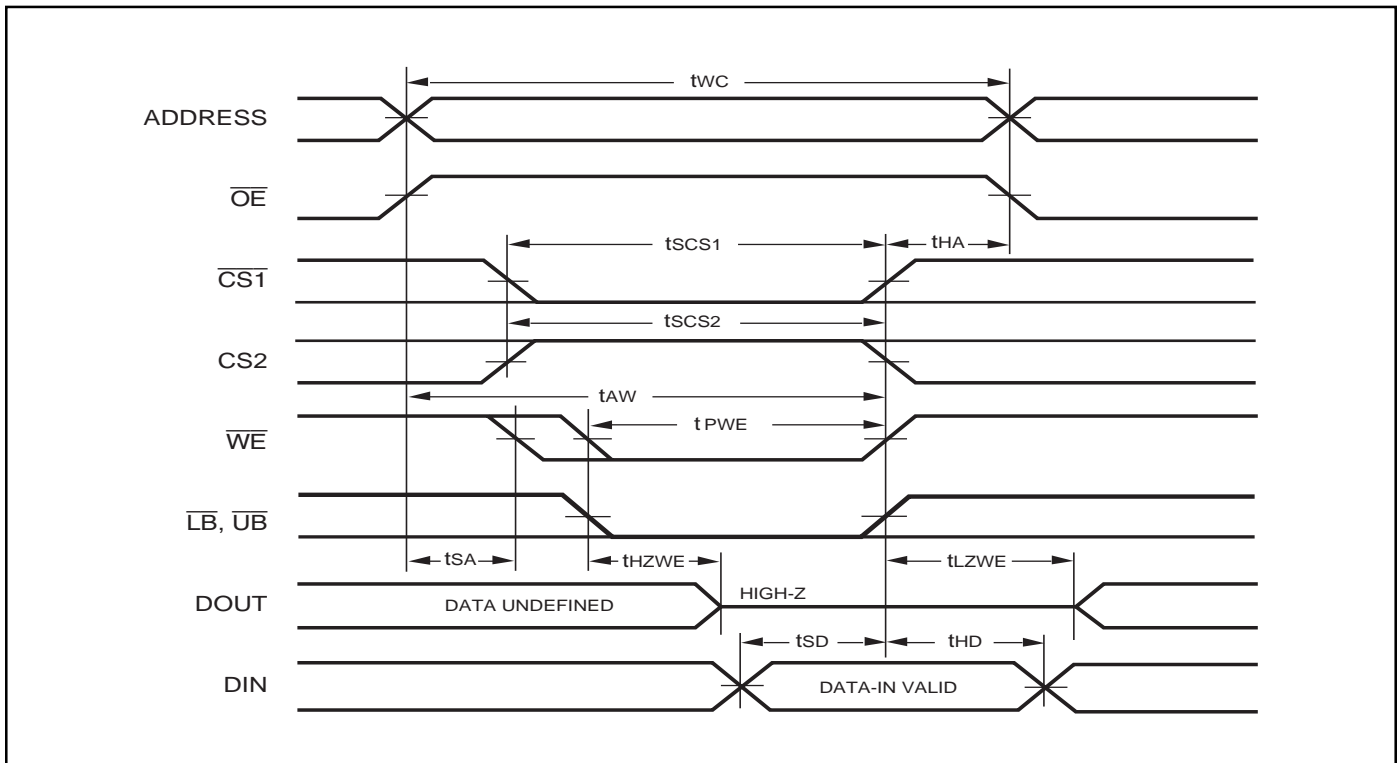 tWC
ADDRESS
OE
tSCS1
tHA
CS1
tSCS2
CS2
tAW
tPWE
WE
LB, UB
tSA
tHZWE
tLZWE
DOUT
DATA UNDEFINED
HIGH-Z
tSD
tHD
DIN
DATA-IN VALID